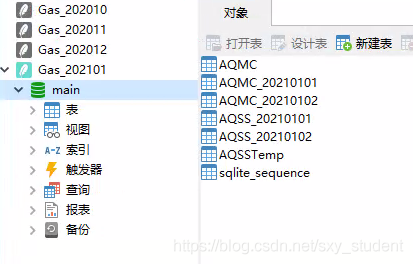 Gas_202010
Gas_202011
Gas_202012
Gas_202101
main
表
视图
索引
触发器
查询
报表
备份
对象
打开表 设计表 新建表
AQMC
AQMC_20210101
AQMC_20210102
AQSS_20210101
AQSS_20210102
AQSSTemp
sqlite_sequence
https://blog.csdn.net/sxy_student